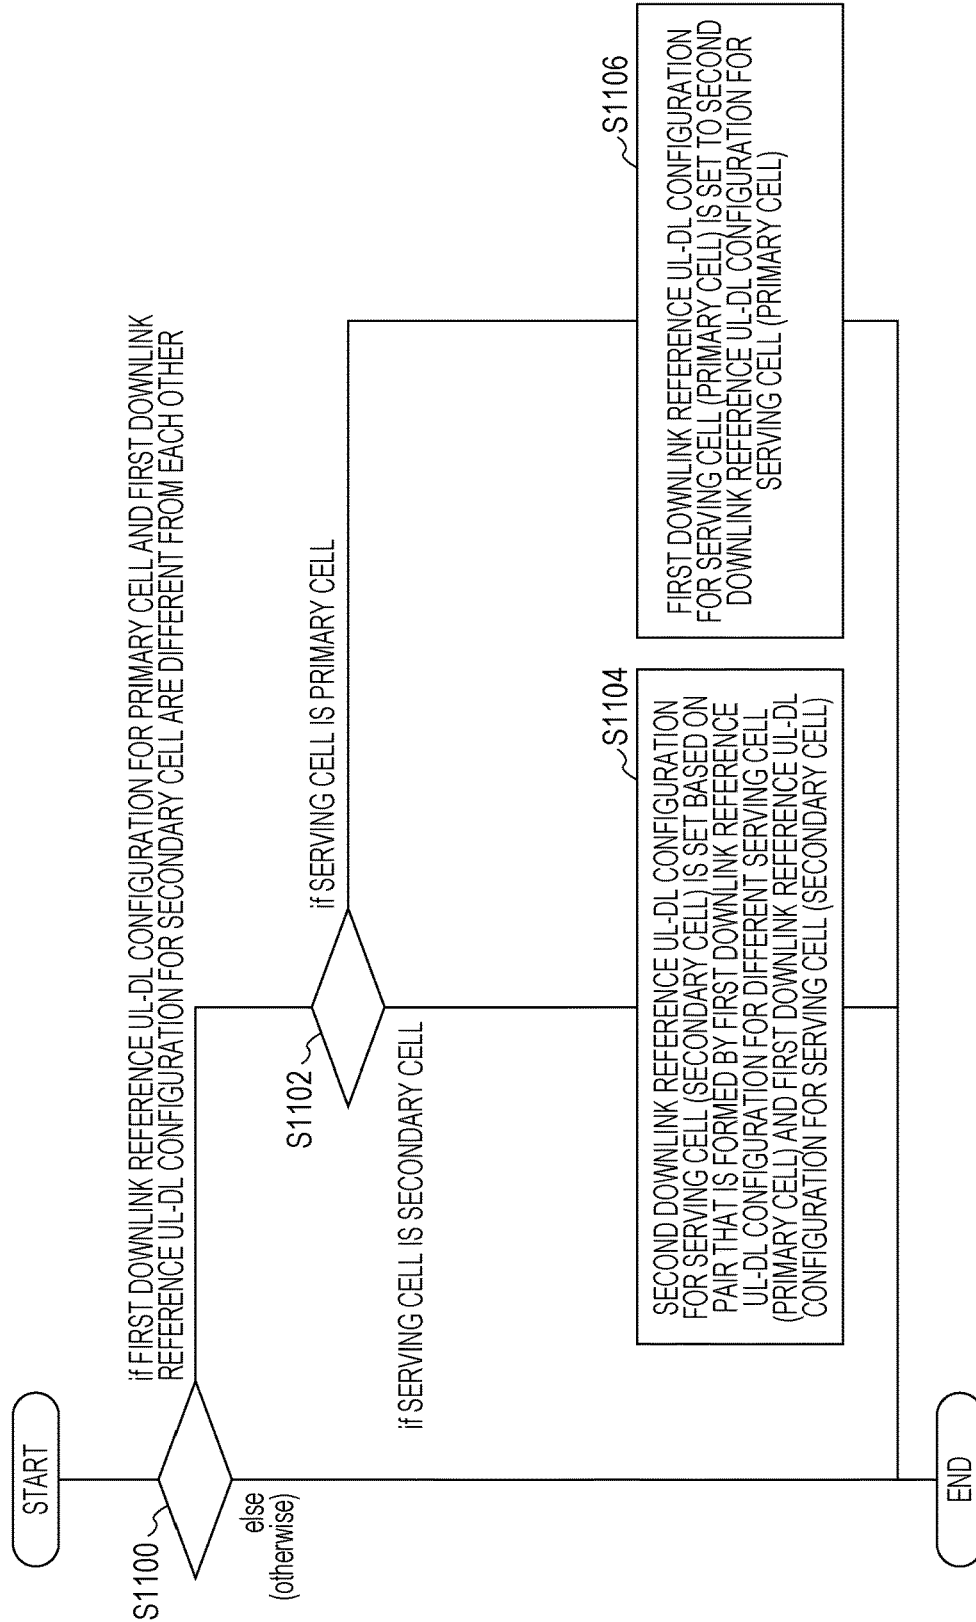 START
S1100
if FIRST DOWNLINK REFERENCE UL-DL CONFIGURATION FOR PRIMARY CELL AND FIRST DOWNLINK
REFERENCE UL-DL CONFIGURATION FOR SECONDARY CELL ARE DIFFERENT FROM EACH OTHER
else
(otherwise)
S1102
if SERVING CELL IS PRIMARY CELL
if SERVING CELL IS SECONDARY CELL
S1104
SECOND DOWNLINK REFERENCE UL-DL CONFIGURATION
FOR SERVING CELL (SECONDARY CELL) IS SET BASED ON
PAIR THAT IS FORMED BY FIRST DOWNLINK REFERENCE
UL-DL CONFIGURATION FOR DIFFERENT SERVING CELL
(PRIMARY CELL) AND FIRST DOWNLINK REFERENCE UL-DL
CONFIGURATION FOR SERVING CELL (SECONDARY CELL)
S1106
FIRST DOWNLINK REFERENCE UL-DL CONFIGURATION
FOR SERVING CELL (PRIMARY CELL) IS SET TO SECOND
DOWNLINK REFERENCE UL-DL CONFIGURATION FOR
SERVING CELL (PRIMARY CELL)
END